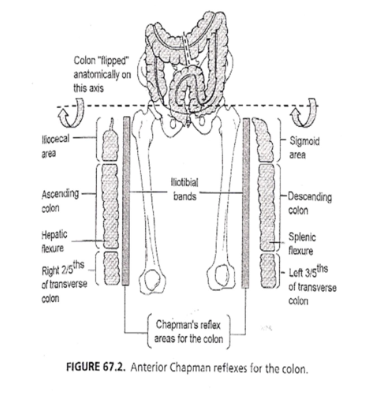 Colon "flipped"
anatomically on
this axis
Iliocecal
area
Sigmoid
area
Iliotibial
bands
Ascending
colon
Descending
colon
Hepatic
flexure
Splenic
flexure
Right 2/5ths
of transverse
colon
Left 3/5ths
of transverse
colon
Chapman's reflex
areas for the colon
FIGURE 67.2. Anterior Chapman reflexes for the colon.